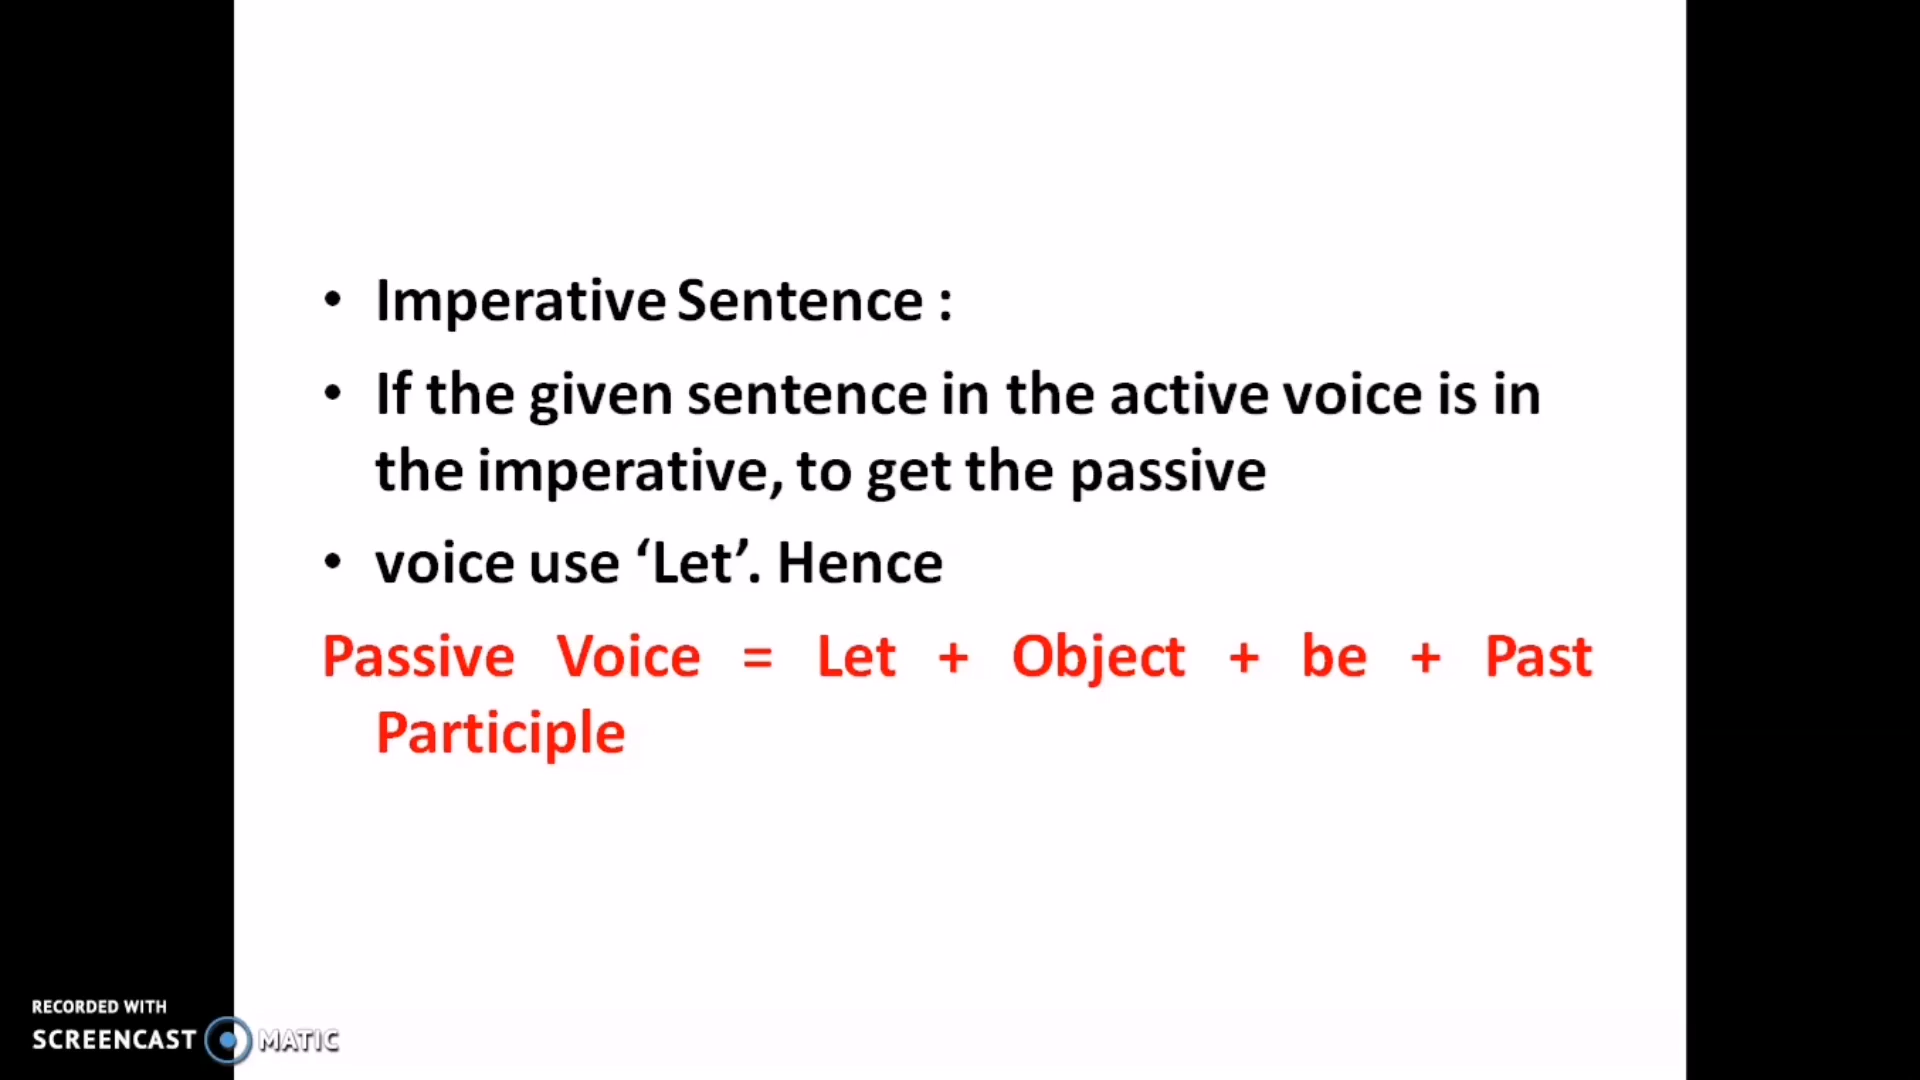 • Imperative Sentence :
• If the given sentence in the active voice is in
the imperative, to get the passive
• voice use ‘Let’. Hence
Passive Voice = Let + Object + be + Past
Participle
RECORDED WITH
SCREENCAST MATIC